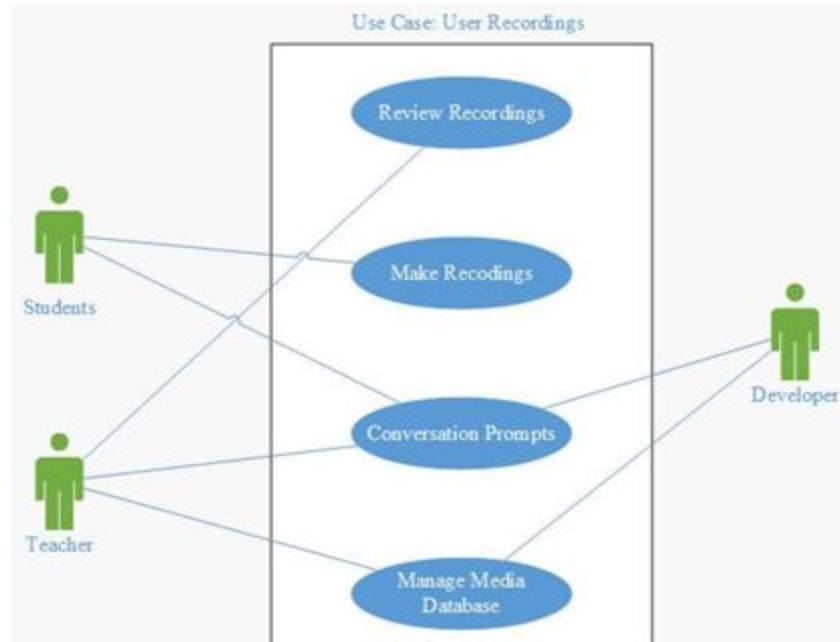 Use Case: User Recordings
Review Recordings
Make Recodings
Students
Developer
Conversation Prompts
Teacher
Manage Media
Database